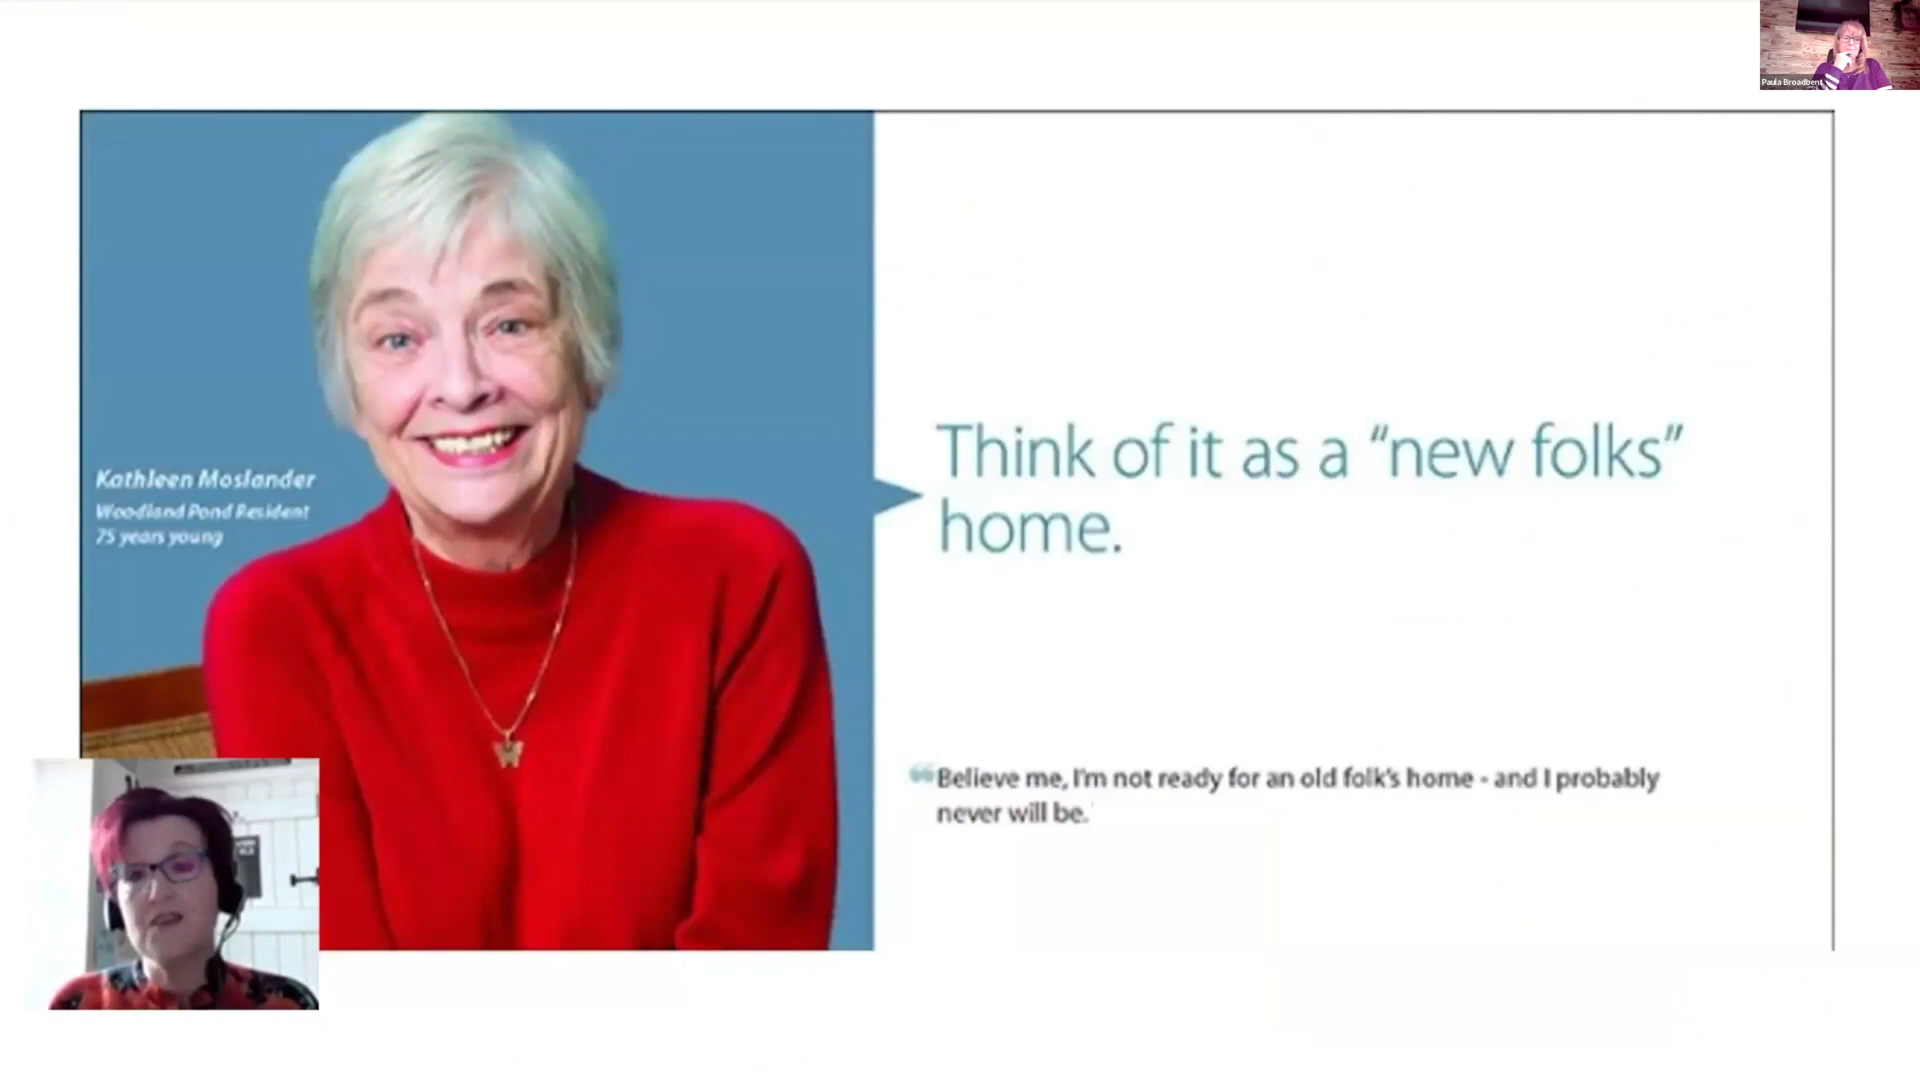 Paula Broadbent
Think of it as a “new folks”
home.
Kathleen Moslander
Woodland Pond Resident
75 years young
“Believe me, I’m not ready for an old folk’s home - and I probably
never will be.